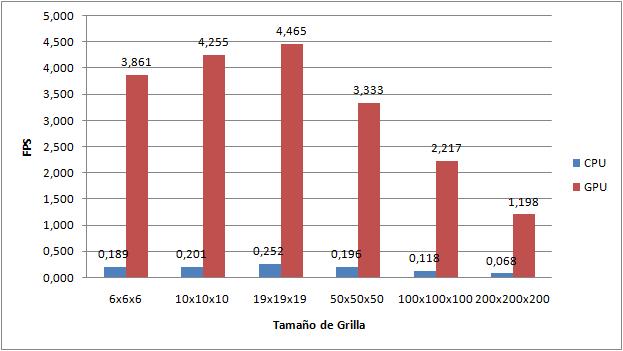 5,000
4,500
4,000
3,500
3,000
2,500
2,000
1,500
1,000
0,500
0,000
FPS
0,189
3,861
0,201
4,255
0,252
4,465
0,196
3,333
0,118
2,217
0,068
1,198
6x6x6
10x10x10
19x19x19
50x50x50
100x100x100
200x200x200
Tamaño de Grilla
CPU
GPU